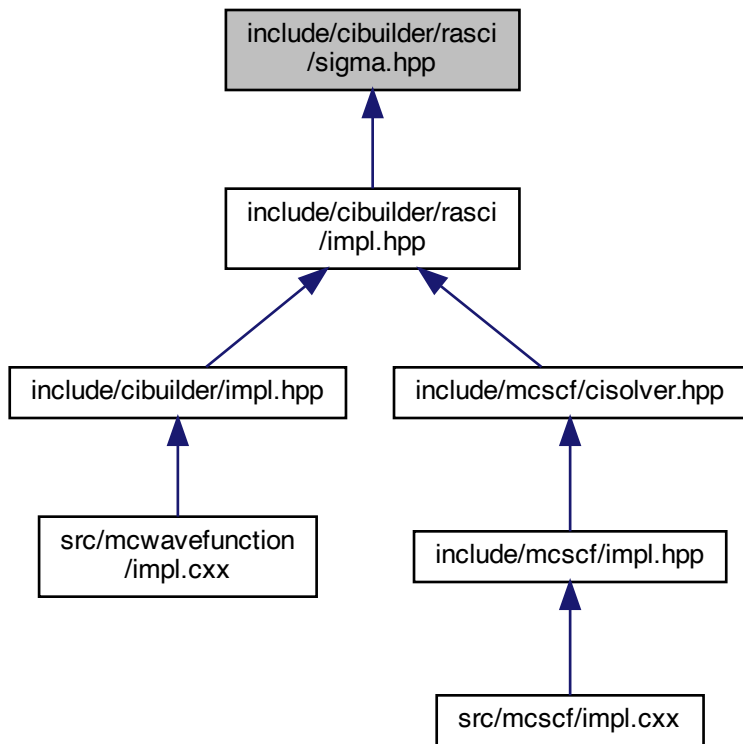 include/cibuilder/rasci
/sigma.hpp
include/cibuilder/rasci
/impl.hpp
include/cibuilder/impl.hpp
include/mcscf/cisolver.hpp
src/mcwavefunction
/impl.cxx
include/mcscf/impl.hpp
src/mcscf/impl.cxx